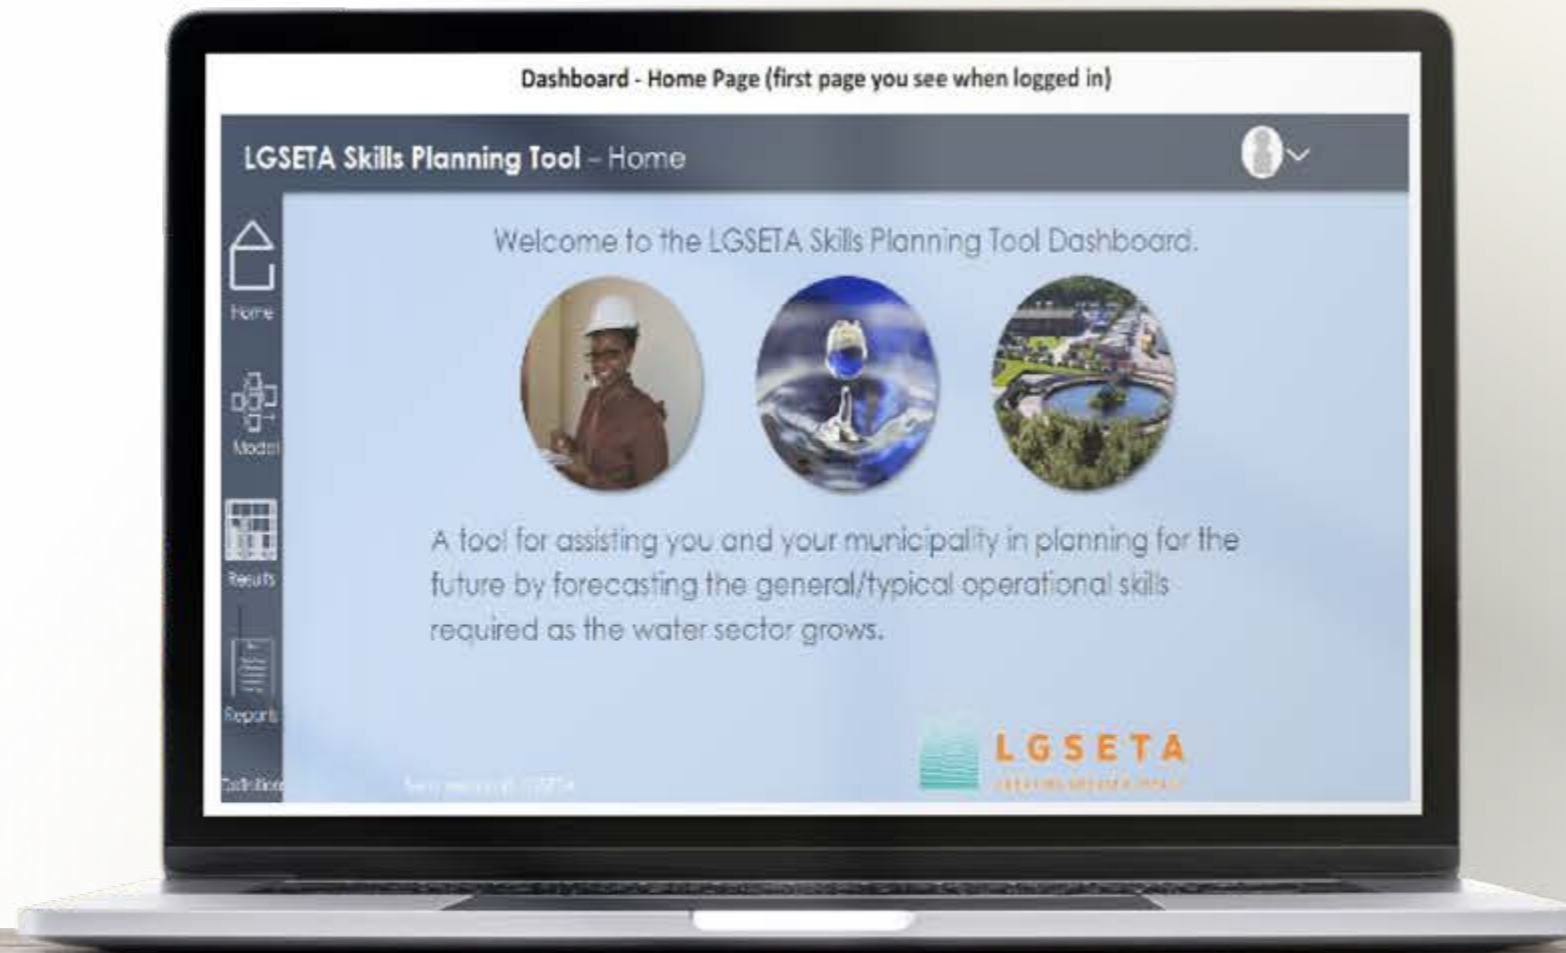 Dashboard - Home Page (first page you see when logged in)
LGSETA Skills Planning Tool – Home
Welcome to the LGSETA Skills Planning Tool Dashboard.
Home
Model
Results
Reports
A tool for assisting you and your municipality in planning for the
future by forecasting the general/typical operational skills
required as the water sector grows.
LGSETA